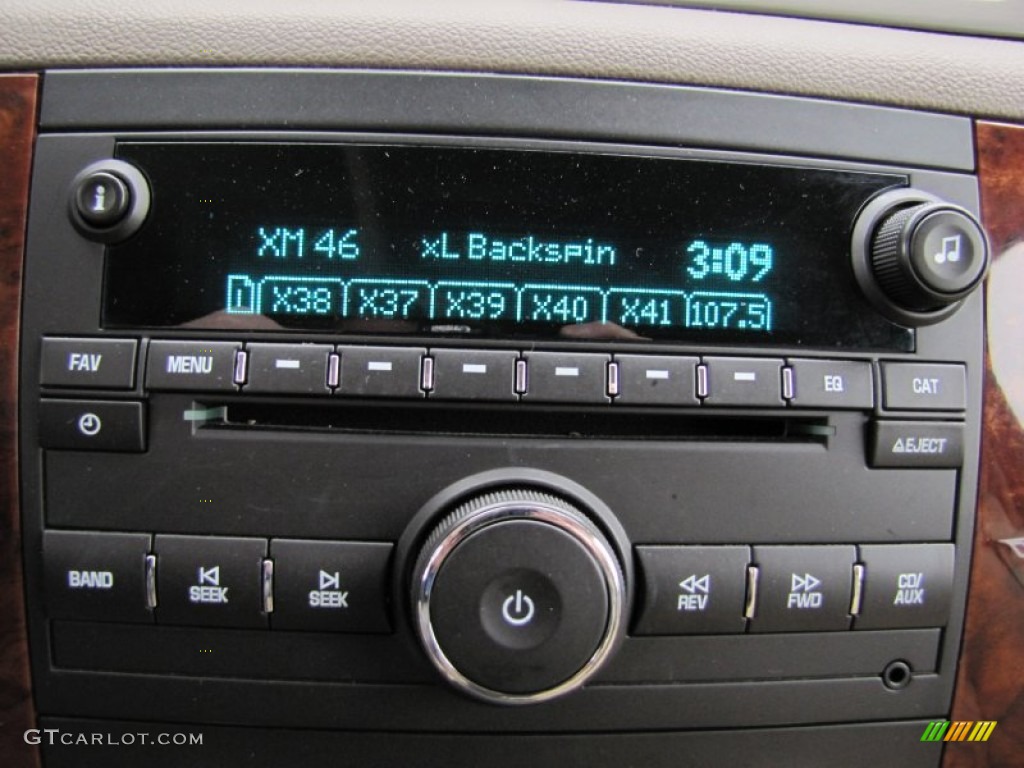 i
XM 46 xL Backspin 3:09
1 X38 X37 X39 X40 X41 107.5
FAV MENU EQ CAT
EJECT
BAND SEEK SEEK REV FWD CD/
AUX
GTCARLOT.COM